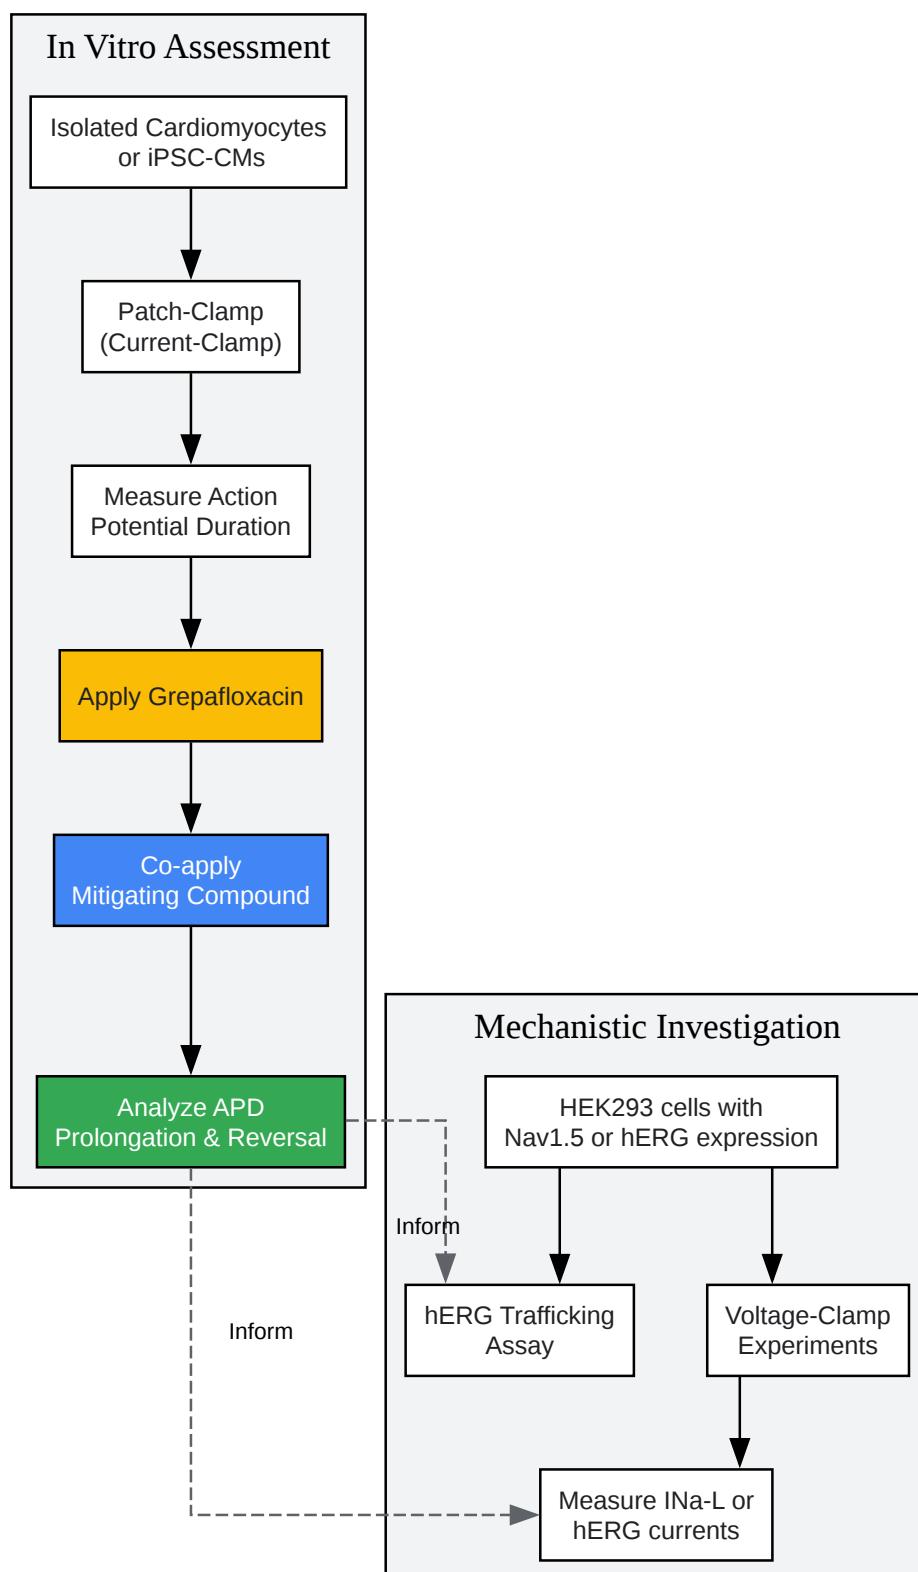 In Vitro Assessment
Isolated Cardiomyocytes
or iPSC-CMs
Patch-Clamp
(Current-Clamp)
Measure Action
Potential Duration
Apply Grepafloxacin
Co-apply
Mitigating Compound
Analyze APD
Prolongation & Reversal
Mechanistic Investigation
HEK293 cells with
Nav1.5 or hERG expression
Inform
hERG Trafficking
Assay
Voltage-Clamp
Experiments
Inform
Measure INa-L or
hERG currents